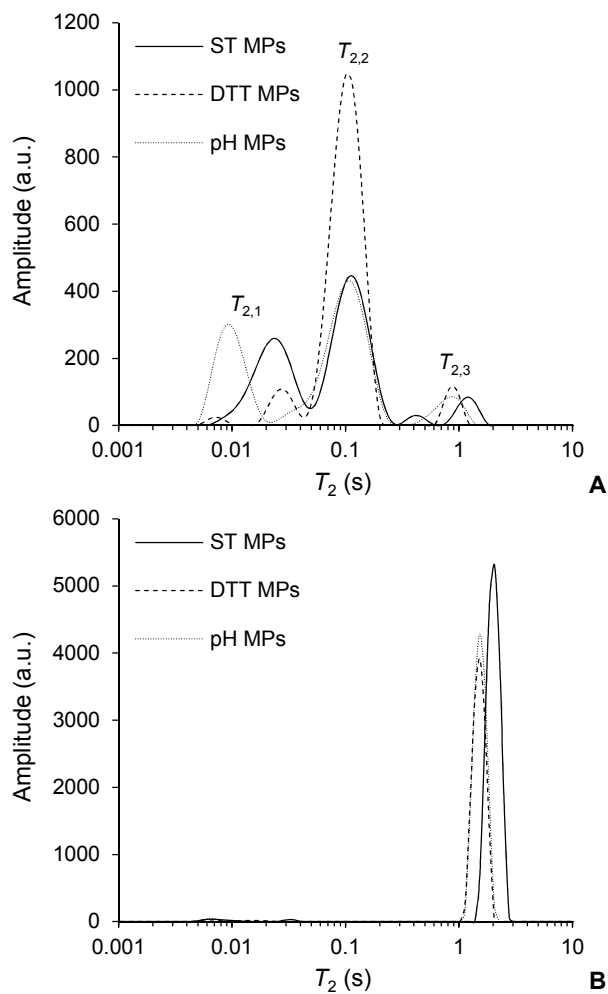 1200
1000
800
600
400
200
0
Amplitude (a.u.)
ST MPs
DTT MPs
pH MPs
T2,1
T2,2
T2,3
0.001 0.01 0.1 1 10
T2 (s)
A
6000
5000
4000
3000
2000
1000
0
Amplitude (a.u.)
ST MPs
DTT MPs
pH MPs
0.001 0.01 0.1 1 10
T2 (s)
B